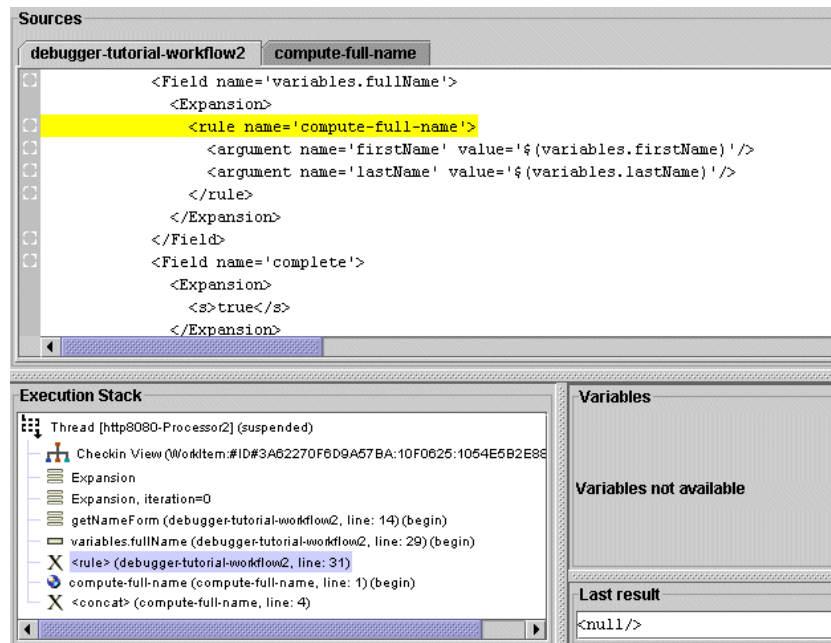 Sources
debugger-tutorial-workflow2 compute-full-name
<Field name='variables.fullName'>
<Expansion>
<rule name='compute-full-name'>
<argument name='firstName' value='$(variables.firstName)'/>
<argument name='lastName' value='$(variables.lastName)'/>
</rule>
</Expansion>
</Field>
<Field name='complete'>
<Expansion>
<s>true</s>
</Expansion>
Execution Stack
Thread [http8080-Processor2] (suspended)
Checkin View (WorkItem:#ID#3A62270F6D9A57BA:10F0625:1054E5B2E88
Expansion
Expansion, iteration=0
getNameForm (debugger-tutorial-workflow2, line: 14) (begin)
variables.fullName (debugger-tutorial-workflow2, line: 29) (begin)
<rule> (debugger-tutorial-workflow2, line: 31)
compute-full-name (compute-full-name, line: 1) (begin)
<concat> (compute-full-name, line: 4)
Variables
Variables not available
Last result
<null/>